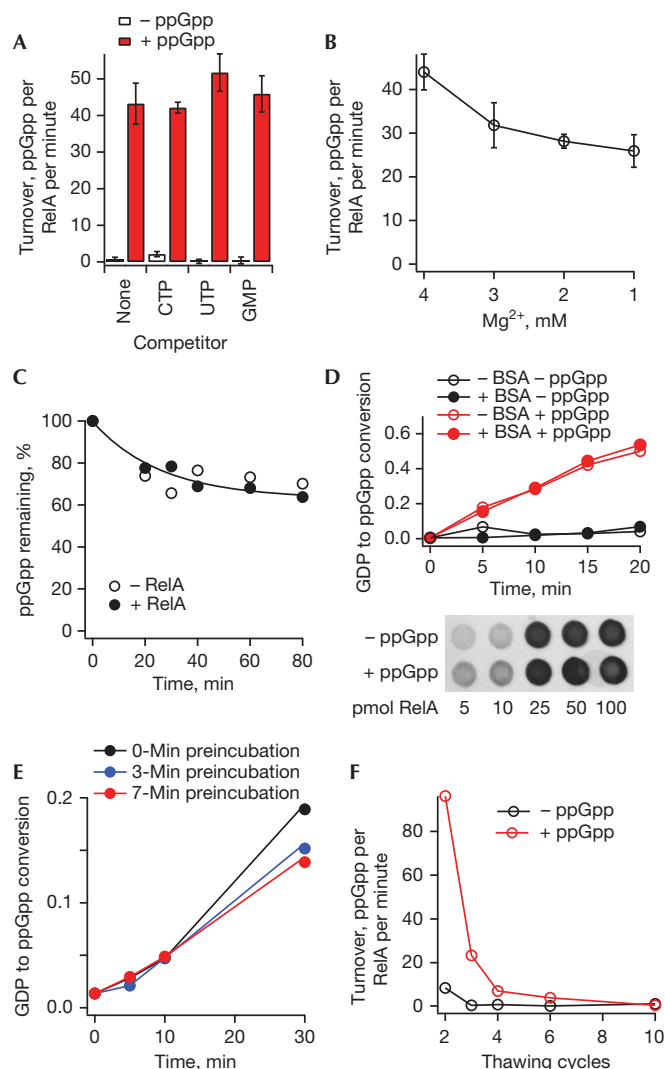 A
– ppGpp
+ ppGpp
Turnover, ppGpp per
RelA per minute
50
40
30
20
10
0
None
CTP
UTP
GMP
Competitor
B
Turnover, ppGpp per
RelA per minute
40
30
20
10
0
4
3
2
1
Mg2+, mM
C
ppGpp remaining, %
100
80
60
40
20
0
– RelA
+ RelA
0
20
40
60
80
Time, min
D
– BSA – ppGpp
+ BSA – ppGpp
– BSA + ppGpp
+ BSA + ppGpp
GDP to ppGpp conversion
0.6
0.4
0.2
0.0
0
5
10
15
20
Time, min
– ppGpp
+ ppGpp
pmol RelA 5 10 25 50 100
E
0-Min preincubation
3-Min preincubation
7-Min preincubation
GDP to ppGpp conversion
0.2
0.1
0.0
0
10
20
30
Time, min
F
– ppGpp
+ ppGpp
Turnover, ppGpp per
RelA per minute
80
60
40
20
0
2
4
6
8
10
Thawing cycles